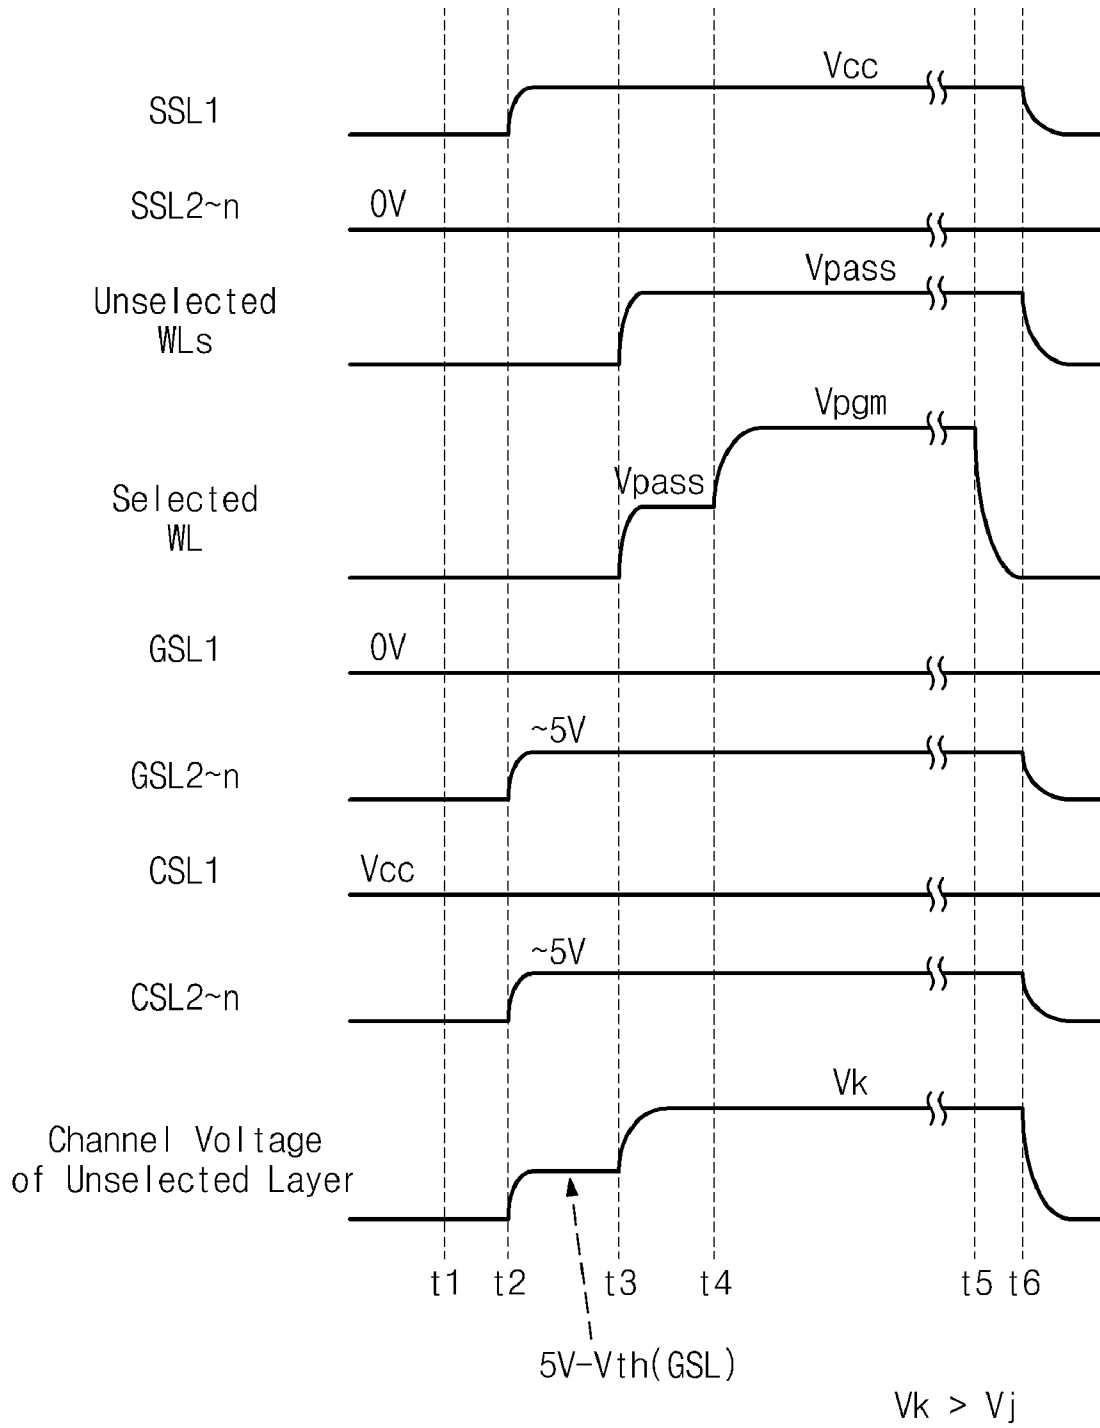 Vcc
SSL1
SSL2~n
0V
Vpass
Unselected
WLs
Vpgm
Vpass
Selected
WL
GSL1
0V
~5V
GSL2~n
CSL1
Vcc
~5V
CSL2~n
Vk
Channel Voltage
of Unselected Layer
t1 t2 t3 t4 t5 t6
5V-Vth(GSL)
Vk > Vj